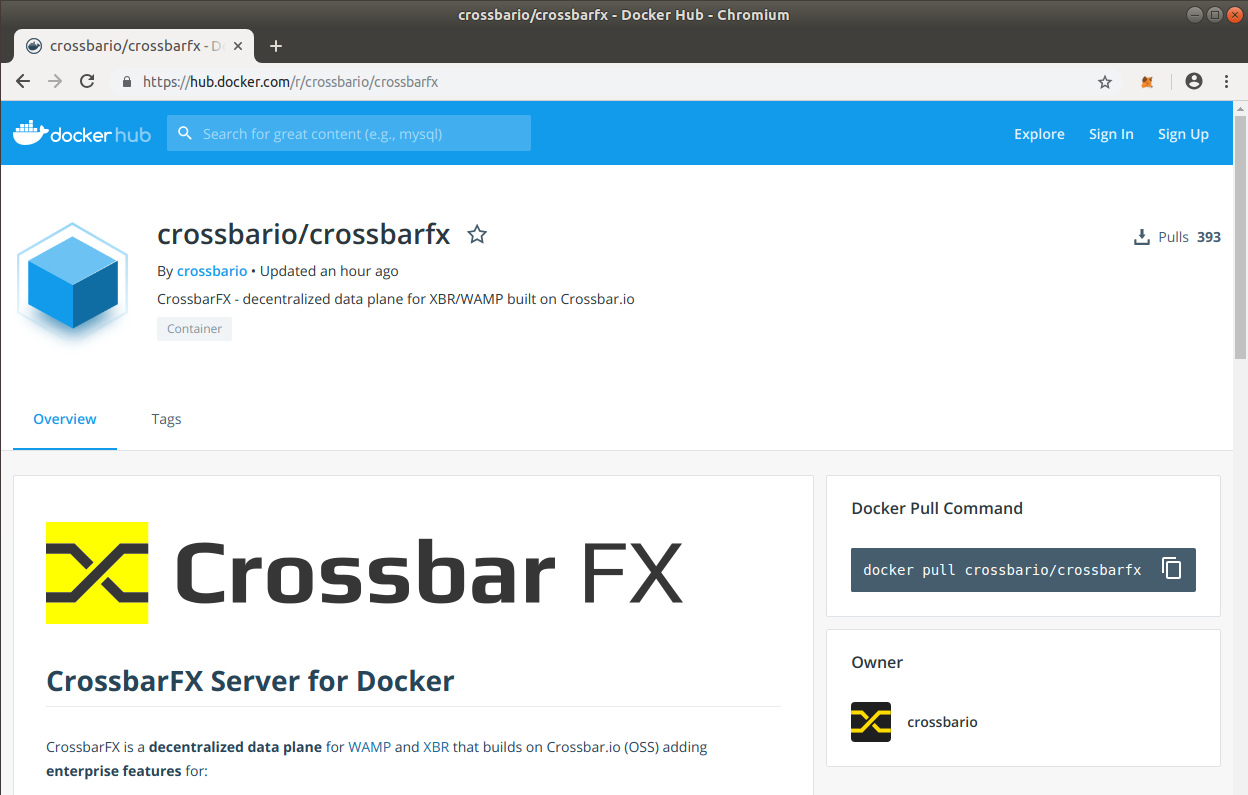 crossbario/crossbarfx - Docker Hub - Chromium
crossbario/crossbarfx - D
https://hub.docker.com/r/crossbario/crossbarfx
docker hub
Search for great content (e.g., mysql)
Explore
Sign In
Sign Up
crossbario/crossbarfx
Pulls 393
By crossbario • Updated an hour ago
CrossbarFX - decentralized data plane for XBR/WAMP built on Crossbar.io
Container
Overview
Tags
Crossbar FX
CrossbarFX Server for Docker
CrossbarFX is a decentralized data plane for WAMP and XBR that builds on Crossbar.io (OSS) adding
enterprise features for:
Docker Pull Command
docker pull crossbario/crossbarfx
Owner
crossbario